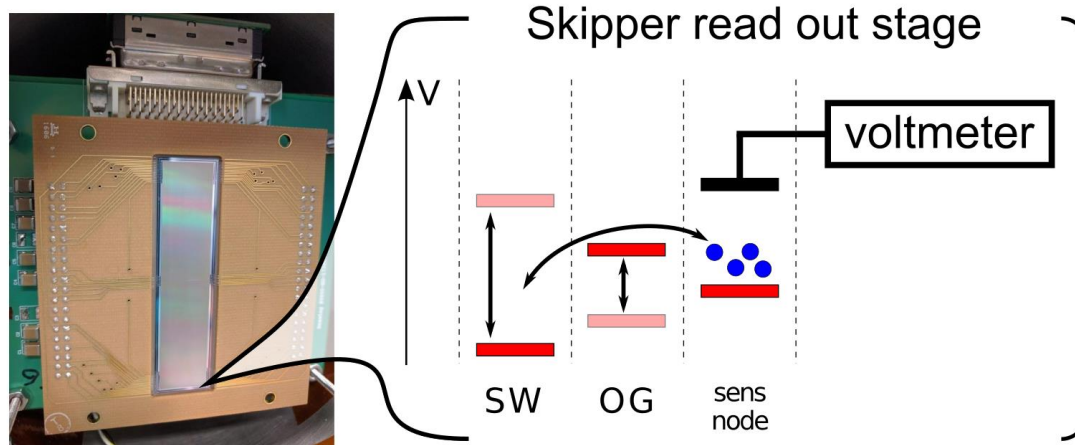 Skipper read out stage
V
voltmeter
SW
OG
sens
node